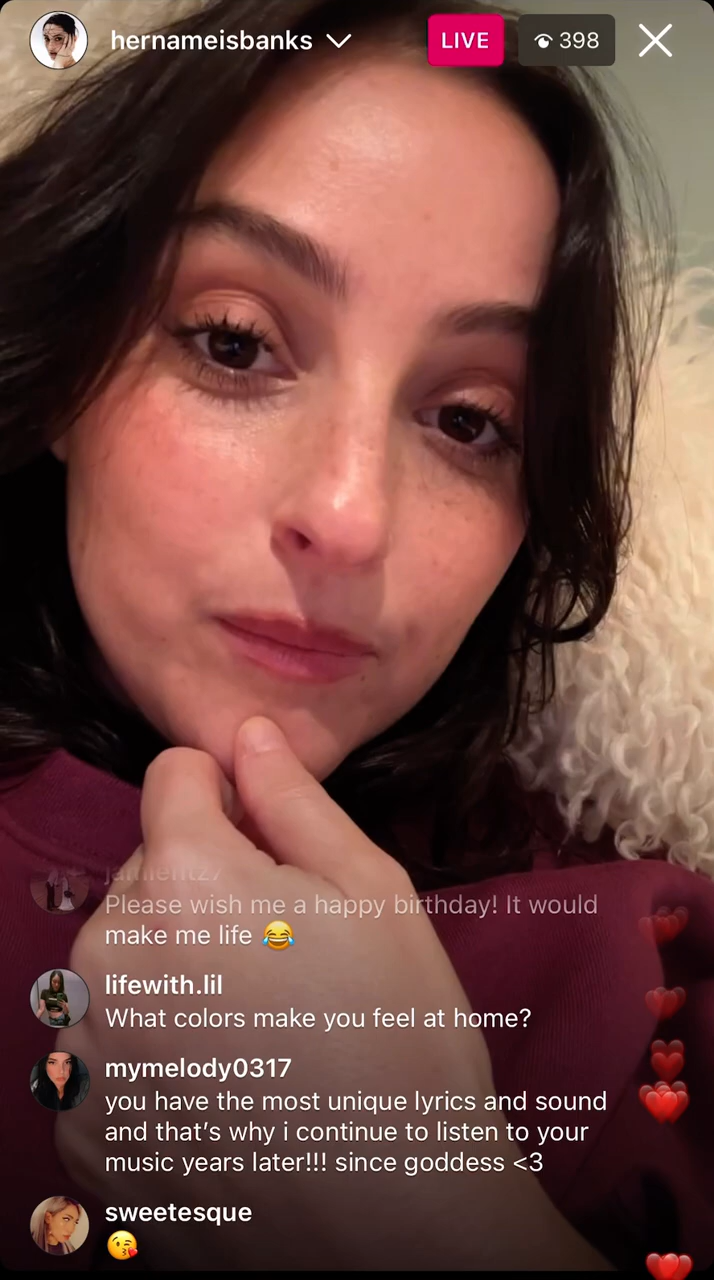 hernameisbanks
LIVE
398
Please wish me a happy birthday! It would
make me life 😂
lifewith.lil
What colors make you feel at home?
mymelody0317
you have the most unique lyrics and sound
and that’s why i continue to listen to your
music years later!!! since goddess <3
sweetesque
😘